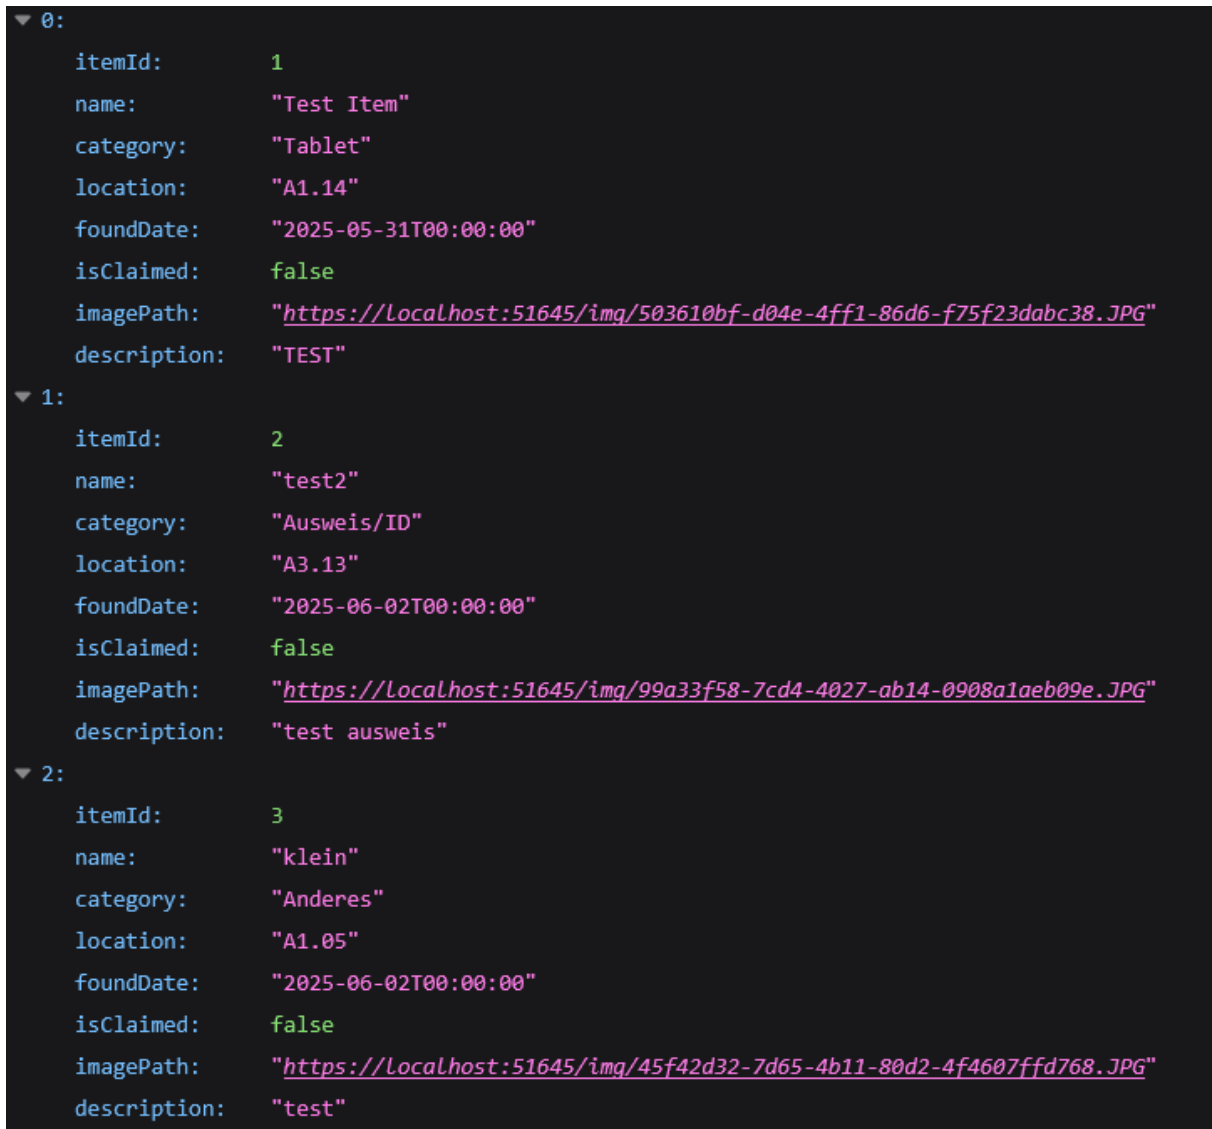 0:
itemId: 1
name: "Test Item"
category: "Tablet"
location: "A1.14"
foundDate: "2025-05-31T00:00:00"
isClaimed: false
imagePath: "https://localhost:51645/img/503610bf-d04e-4ff1-86d6-f75f23dabc38.JPG"
description: "TEST"
1:
itemId: 2
name: "test2"
category: "Ausweis/ID"
location: "A3.13"
foundDate: "2025-06-02T00:00:00"
isClaimed: false
imagePath: "https://localhost:51645/img/99a33f58-7cd4-4027-ab14-0908a1aeb09e.JPG"
description: "test ausweis"
2:
itemId: 3
name: "klein"
category: "Anderes"
location: "A1.05"
foundDate: "2025-06-02T00:00:00"
isClaimed: false
imagePath: "https://localhost:51645/img/45f42d32-7d65-4b11-80d2-4f4607ffd768.JPG"
description: "test"